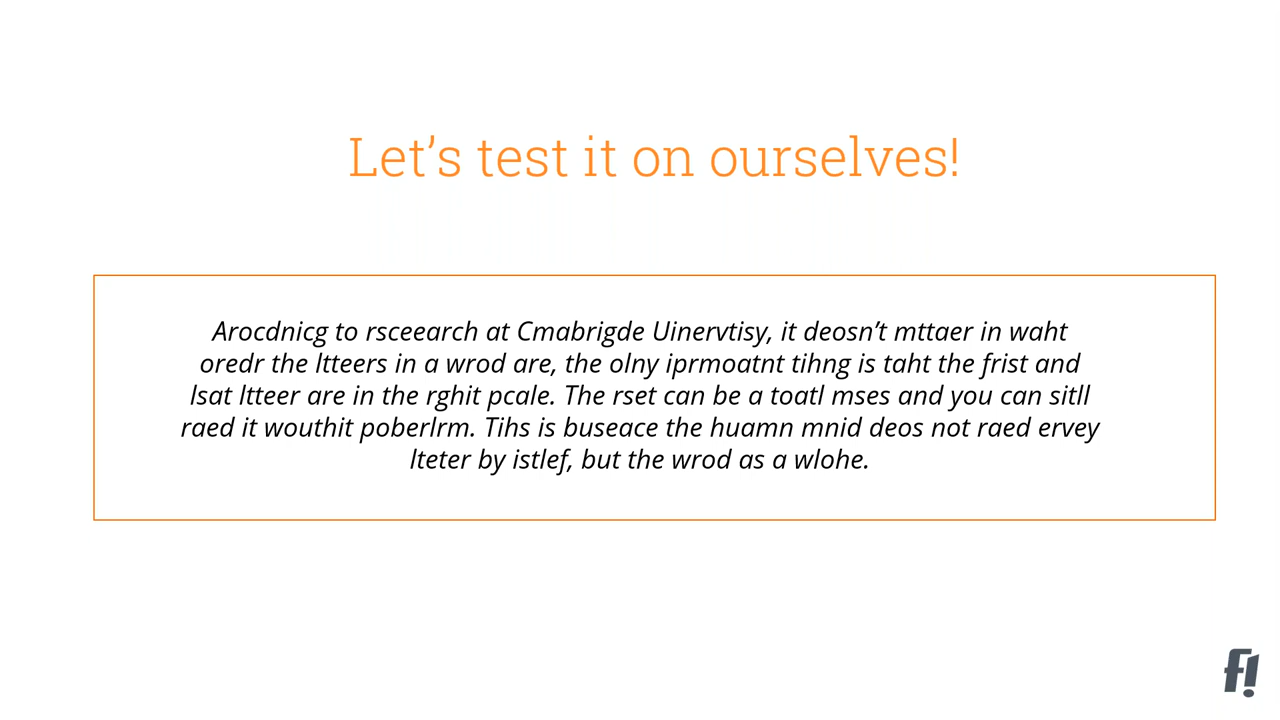 Let’s test it on ourselves!
Arocdnicg to rsceearch at Cmabrigde Uinervtisy, it deosn’t mttaer in waht
oredr the ltteers in a wrod are, the olny iprmoatnt tihng is taht the frist and
lsat ltteer are in the rghit pcale. The rset can be a toatl mses and you can sitll
raed it wouthit poberlrm. Tihs is buseace the huamn mnid deos not raed ervey
lteter by istlef, but the wrod as a wlohe.
f!